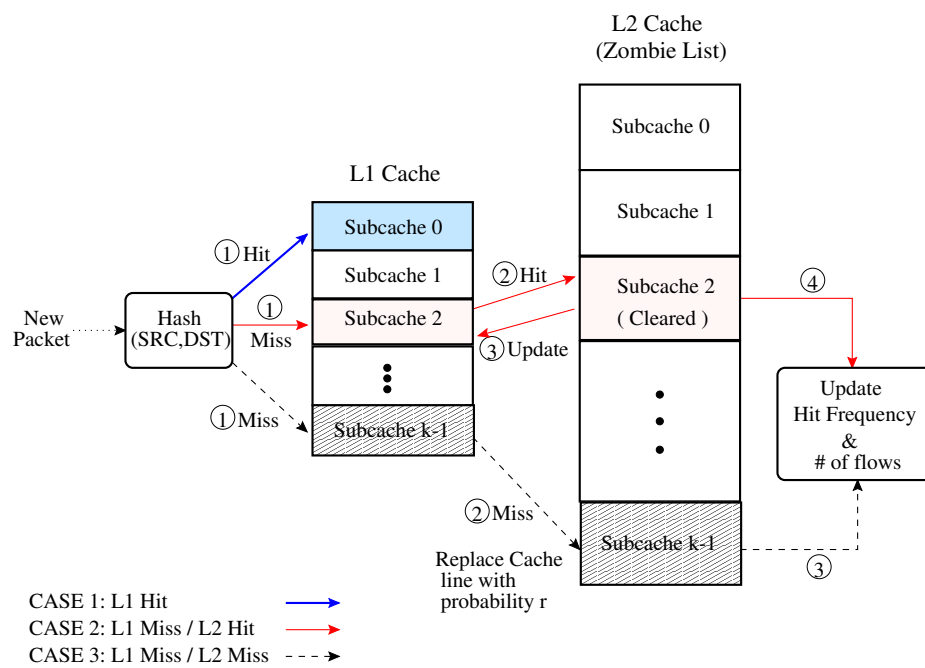 L2 Cache
(Zombie List)
Subcache 0
Subcache 1
Subcache 2
( Cleared )
Subcache k-1
L1 Cache
Subcache 0
Subcache 1
Subcache 2
Subcache k-1
New
Packet
Hash
(SRC,DST)
1 Hit
1
Miss
1 Miss
2 Hit
3 Update
2 Miss
4
3
Replace Cache
line with
probability r
Update
Hit Frequency
&
# of flows
CASE 1: L1 Hit
CASE 2: L1 Miss / L2 Hit
CASE 3: L1 Miss / L2 Miss